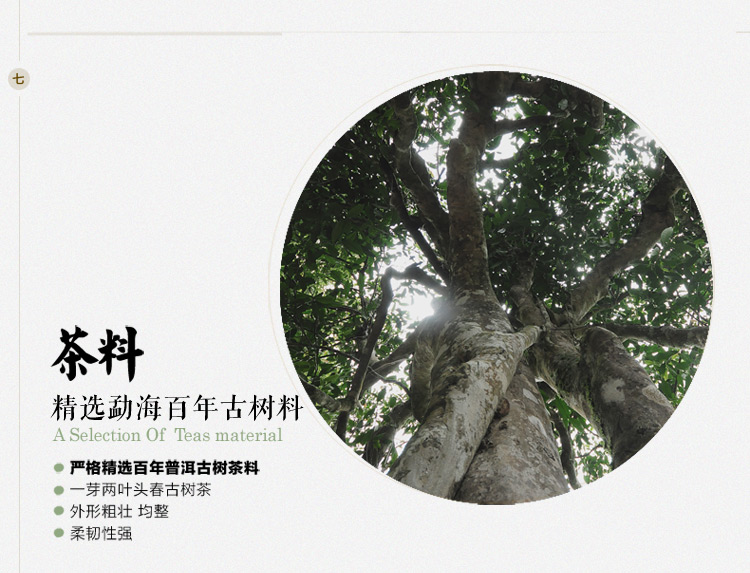 七
茶料
精选勐海百年古树料
A Selection Of Teas material
严格精选百年普洱古树茶料
一芽两叶头春古树茶
外形粗壮 均整
柔韧性强